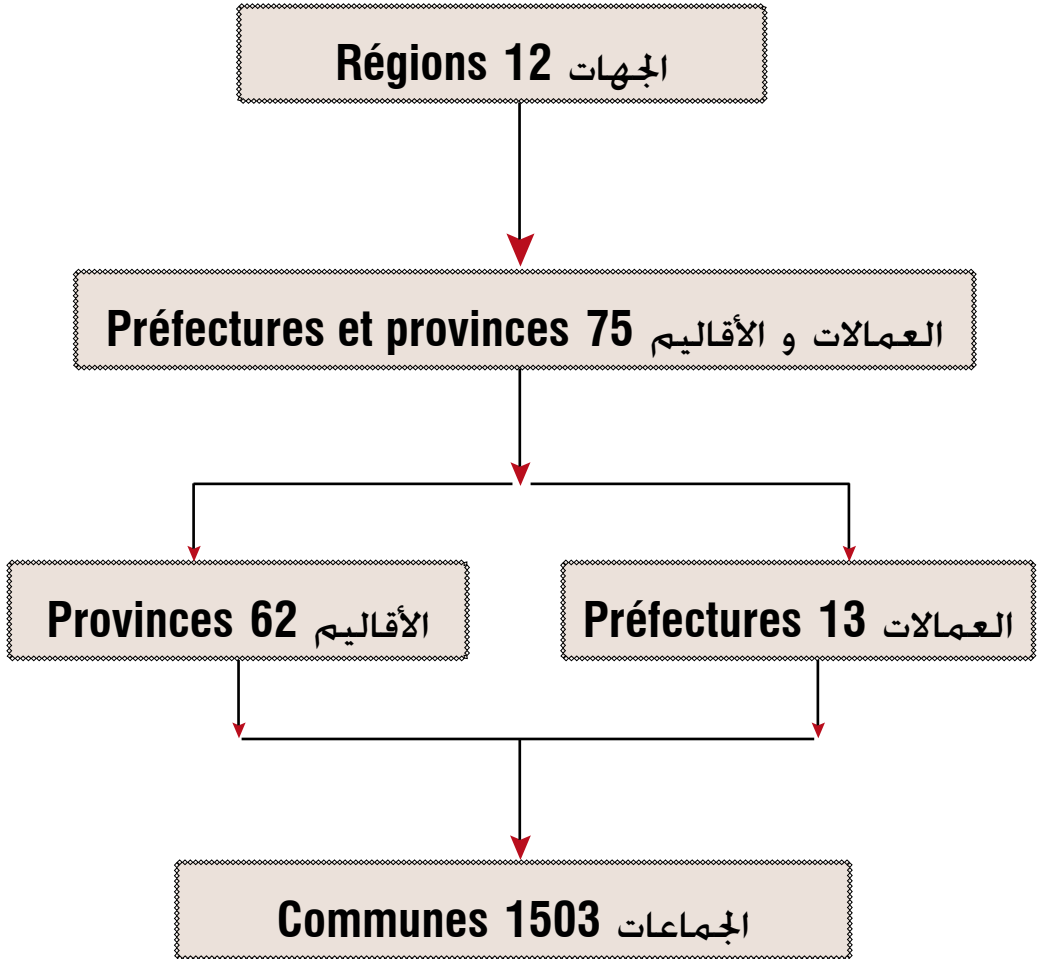 Régions 12 الجهات
Préfectures et provinces 75 العمالات و الأقاليم
Provinces 62 الأقاليم
Préfectures 13 العمالات
Communes 1503 الجماعات